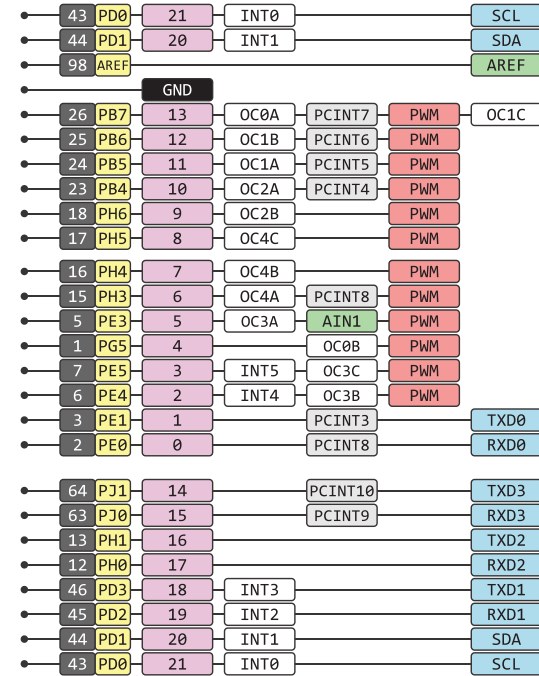 43 PD0 21 INT0 SCL
44 PD1 20 INT1 SDA
98 AREF AREF
GND
26 PB7 13 OC0A PCINT7 PWM OC1C
25 PB6 12 OC1B PCINT6 PWM
24 PB5 11 OC1A PCINT5 PWM
23 PB4 10 OC2A PCINT4 PWM
18 PH6 9 OC2B PWM
17 PH5 8 OC4C PWM
16 PH4 7 OC4B PWM
15 PH3 6 OC4A PCINT8 PWM
5 PE3 5 OC3A AIN1 PWM
1 PG5 4 OC0B PWM
7 PE5 3 INT5 OC3C PWM
6 PE4 2 INT4 OC3B PWM
3 PE1 1 PCINT3 TXD0
2 PE0 0 PCINT8 RXD0
64 PJ1 14 PCINT10 TXD3
63 PJ0 15 PCINT9 RXD3
13 PH1 16 TXD2
12 PH0 17 RXD2
46 PD3 18 INT3 TXD1
45 PD2 19 INT2 RXD1
44 PD1 20 INT1 SDA
43 PD0 21 INT0 SCL